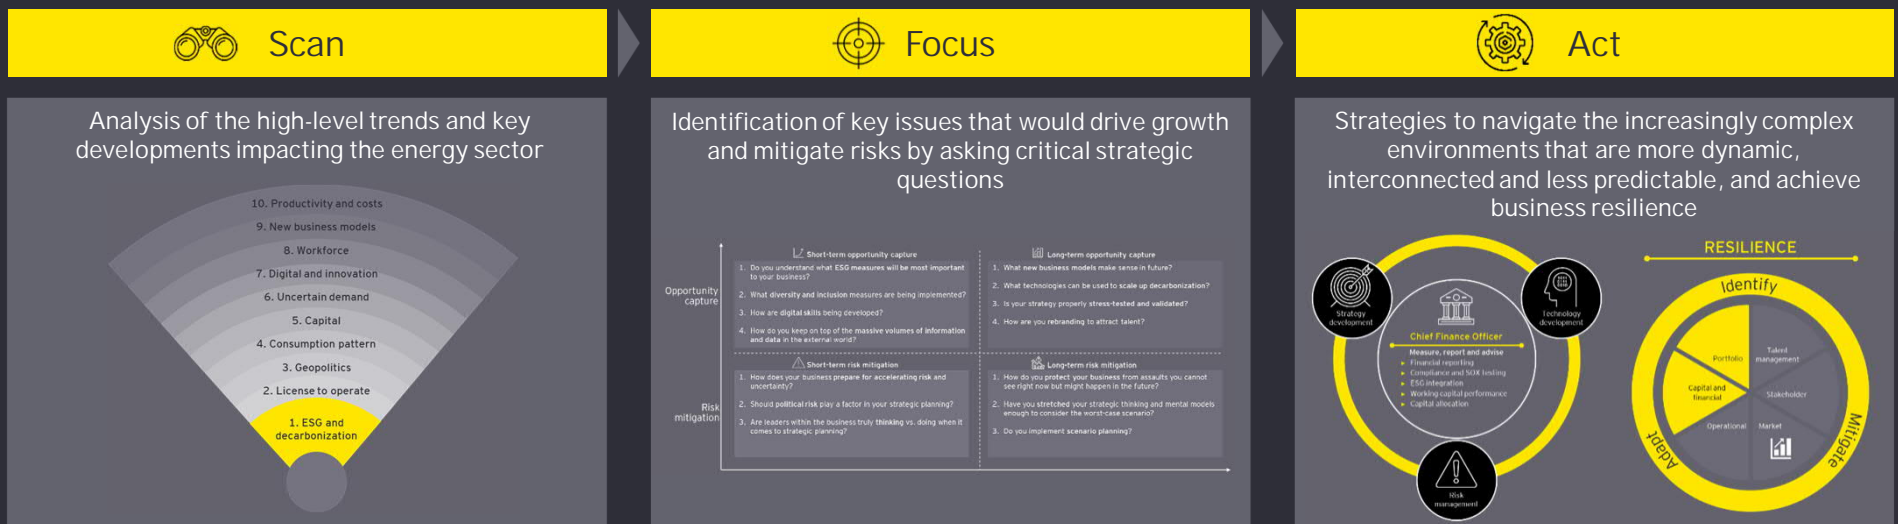 Scan
Analysis of the high-level trends and key
developments impacting the energy sector
10. Productivity and costs
9. New business models
8. Workforce
7. Digital and innovation
6. Uncertain demand
5. Capital
4. Consumption pattern
3. Geopolitics
2. License to operate
1. ESG and
decarbonization
Focus
Identification of key issues that would drive growth
and mitigate risks by asking critical strategic
questions
Opportunity
capture
Short-term opportunity capture
1. Do you understand what ESG measures will be most important
to your business?
2. What diversity and inclusion measures are being implemented?
3. How are digital skills being developed?
4. How do you keep on top of the massive volumes of information
and data in the external world?
Long-term opportunity capture
1. What new business models make sense in future?
2. What technologies can be used to scale up decarbonization?
3. Is your strategy properly stress-tested and validated?
4. How are you rebranding to attract talent?
Risk
mitigation
Short-term risk mitigation
1. How does your business prepare for accelerating risk and
uncertainty?
2. Should political risk play a factor in your strategic planning?
3. Are leaders within the business truly thinking vs. doing when it
comes to strategic planning?
Long-term risk mitigation
1. How do you protect your business from assaults you cannot
see right now but might happen in the future?
2. Have you stretched your strategic thinking and mental models
enough to consider the worst-case scenario?
3. Do you implement scenario planning?
Act
Strategies to navigate the increasingly complex
environments that are more dynamic,
interconnected and less predictable, and achieve
business resilience
Strategy
development
Technology
development
Chief Finance Officer
Measure, report and advise
Financial reporting
Compliance and SOX testing
ESG integration
Working capital performance
Capital allocation
Risk
management
RESILIENCE
Identify
Portfolio
Talent
management
Capital and
financial
Stakeholder
Operational
Market
Adapt
Mitigate